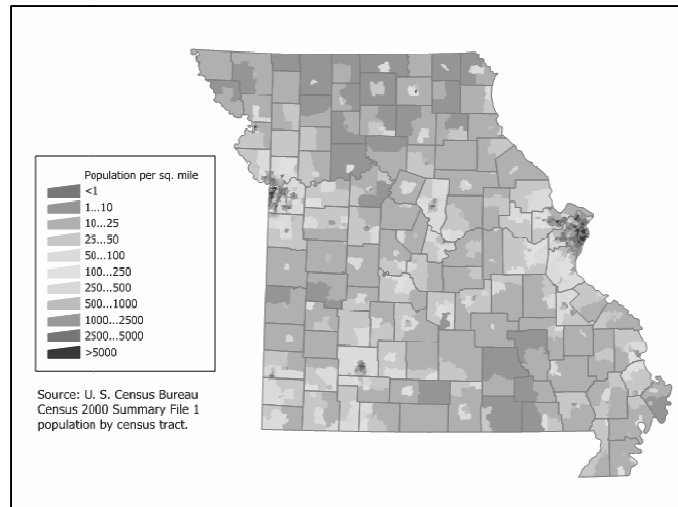 Population per sq. mile
<1
1...10
10...25
25...50
50...100
100...250
250...500
500...1000
1000...2500
2500...5000
>5000
Source: U. S. Census Bureau
Census 2000 Summary File 1
population by census tract.